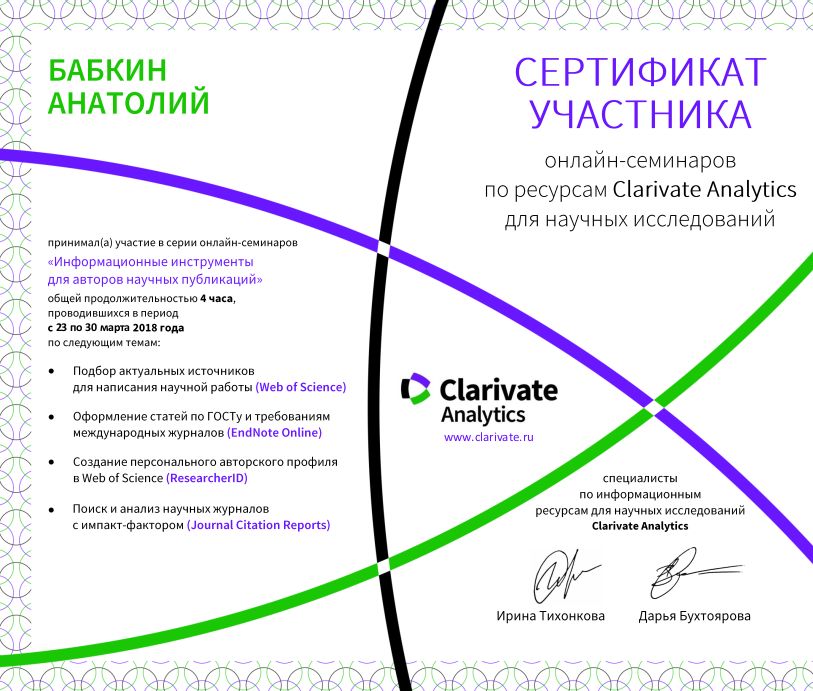 БАБКИН
АНАТОЛИЙ
СЕРТИФИКАТ
УЧАСТНИКА
онлайн-семинаров
по ресурсам Clarivate Analytics
для научных исследований
принимал(а) участие в серии онлайн-семинаров
«Информационные инструменты
для авторов научных публикаций»
общей продолжительностью 4 часа,
проводившихся в период
с 23 по 30 марта 2018 года
по следующим темам:
• Подбор актуальных источников
для написания научной работы (Web of Science)
• Оформление статей по ГОСТу и требованиям
международных журналов (EndNote Online)
• Создание персонального авторского профиля
в Web of Science (ResearcherID)
• Поиск и анализ научных журналов
с импакт-фактором (Journal Citation Reports)
Clarivate
Analytics
www.clarivate.ru
специалисты
по информационным
ресурсам для научных исследований
Clarivate Analytics
Ирина Тихонкова
Дарья Бухтоярова